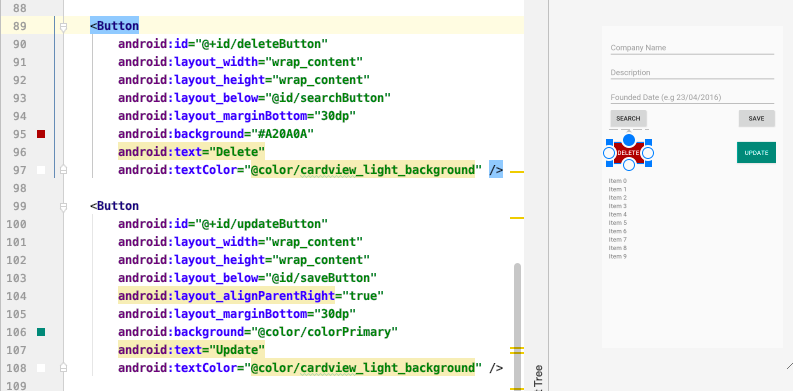 88
89 <Button
90 android:id="@+id/deleteButton"
91 android:layout_width="wrap_content"
92 android:layout_height="wrap_content"
93 android:layout_below="@id/searchButton"
94 android:layout_marginBottom="30dp"
95 android:background="#A20A0A"
96 android:text="Delete"
97 android:textColor="@color/cardview_light_background" />
98
99 <Button
100 android:id="@+id/updateButton"
101 android:layout_width="wrap_content"
102 android:layout_height="wrap_content"
103 android:layout_below="@id/saveButton"
104 android:layout_alignParentRight="true"
105 android:layout_marginBottom="30dp"
106 android:background="@color/colorPrimary"
107 android:text="Update"
108 android:textColor="@color/cardview_light_background" />
109
Tree
Company Name
Description
Founded Date (e.g 23/04/2016)
SEARCH SAVE
DELETE UPDATE
Item 0
Item 1
Item 2
Item 3
Item 4
Item 5
Item 6
Item 7
Item 8
Item 9